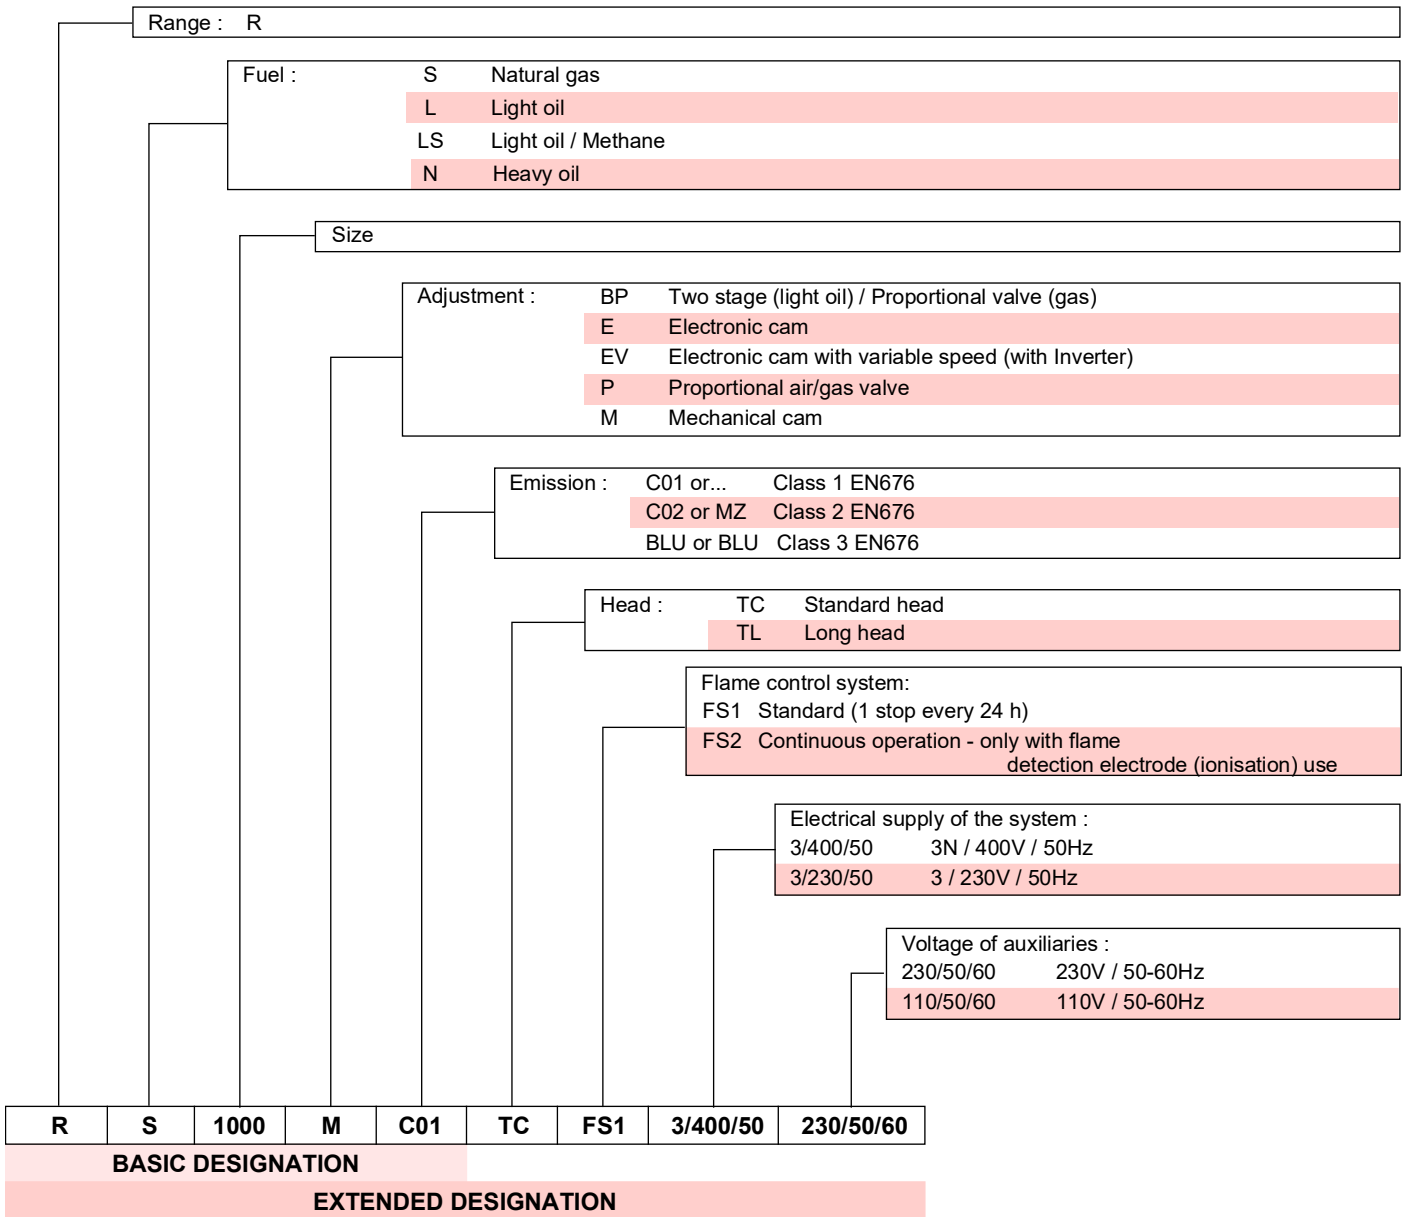 Range : R
Fuel : S Natural gas
L Light oil
LS Light oil / Methane
N Heavy oil
Size
Adjustment : BP Two stage (light oil) / Proportional valve (gas)
E Electronic cam
EV Electronic cam with variable speed (with Inverter)
P Proportional air/gas valve
M Mechanical cam
Emission : C01 or... Class 1 EN676
C02 or MZ Class 2 EN676
BLU or BLU Class 3 EN676
Head : TC Standard head
TL Long head
Flame control system:
FS1 Standard (1 stop every 24 h)
FS2 Continuous operation - only with flame
detection electrode (ionisation) use
Electrical supply of the system :
3/400/50 3N / 400V / 50Hz
3/230/50 3 / 230V / 50Hz
Voltage of auxiliaries :
230/50/60 230V / 50-60Hz
110/50/60 110V / 50-60Hz
R S 1000 M C01 TC FS1 3/400/50 230/50/60
BASIC DESIGNATION
EXTENDED DESIGNATION